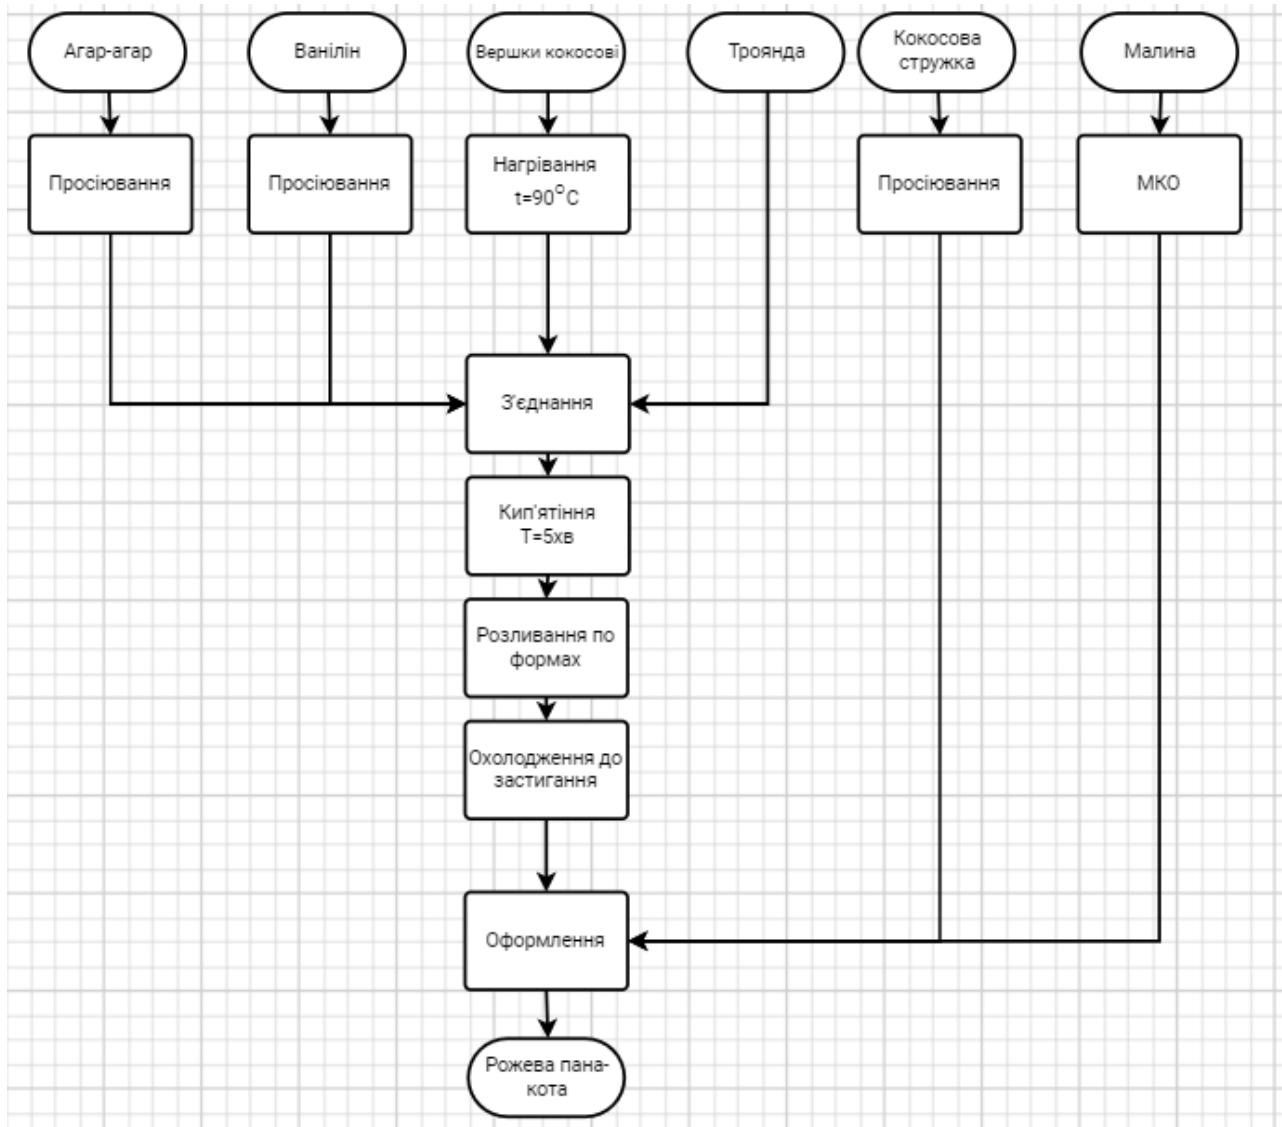 Агар-агар
Ванілін
Вершки кокосові
Троянда
Кокосова
стружка
Малина
Просіювання
Просіювання
Нагрівання
t=90°C
Просіювання
МКО
З'єднання
Кип'ятіння
Т=5хв
Розливання по
формах
Охолодження до
застигання
Оформлення
Рожева пана-
кота